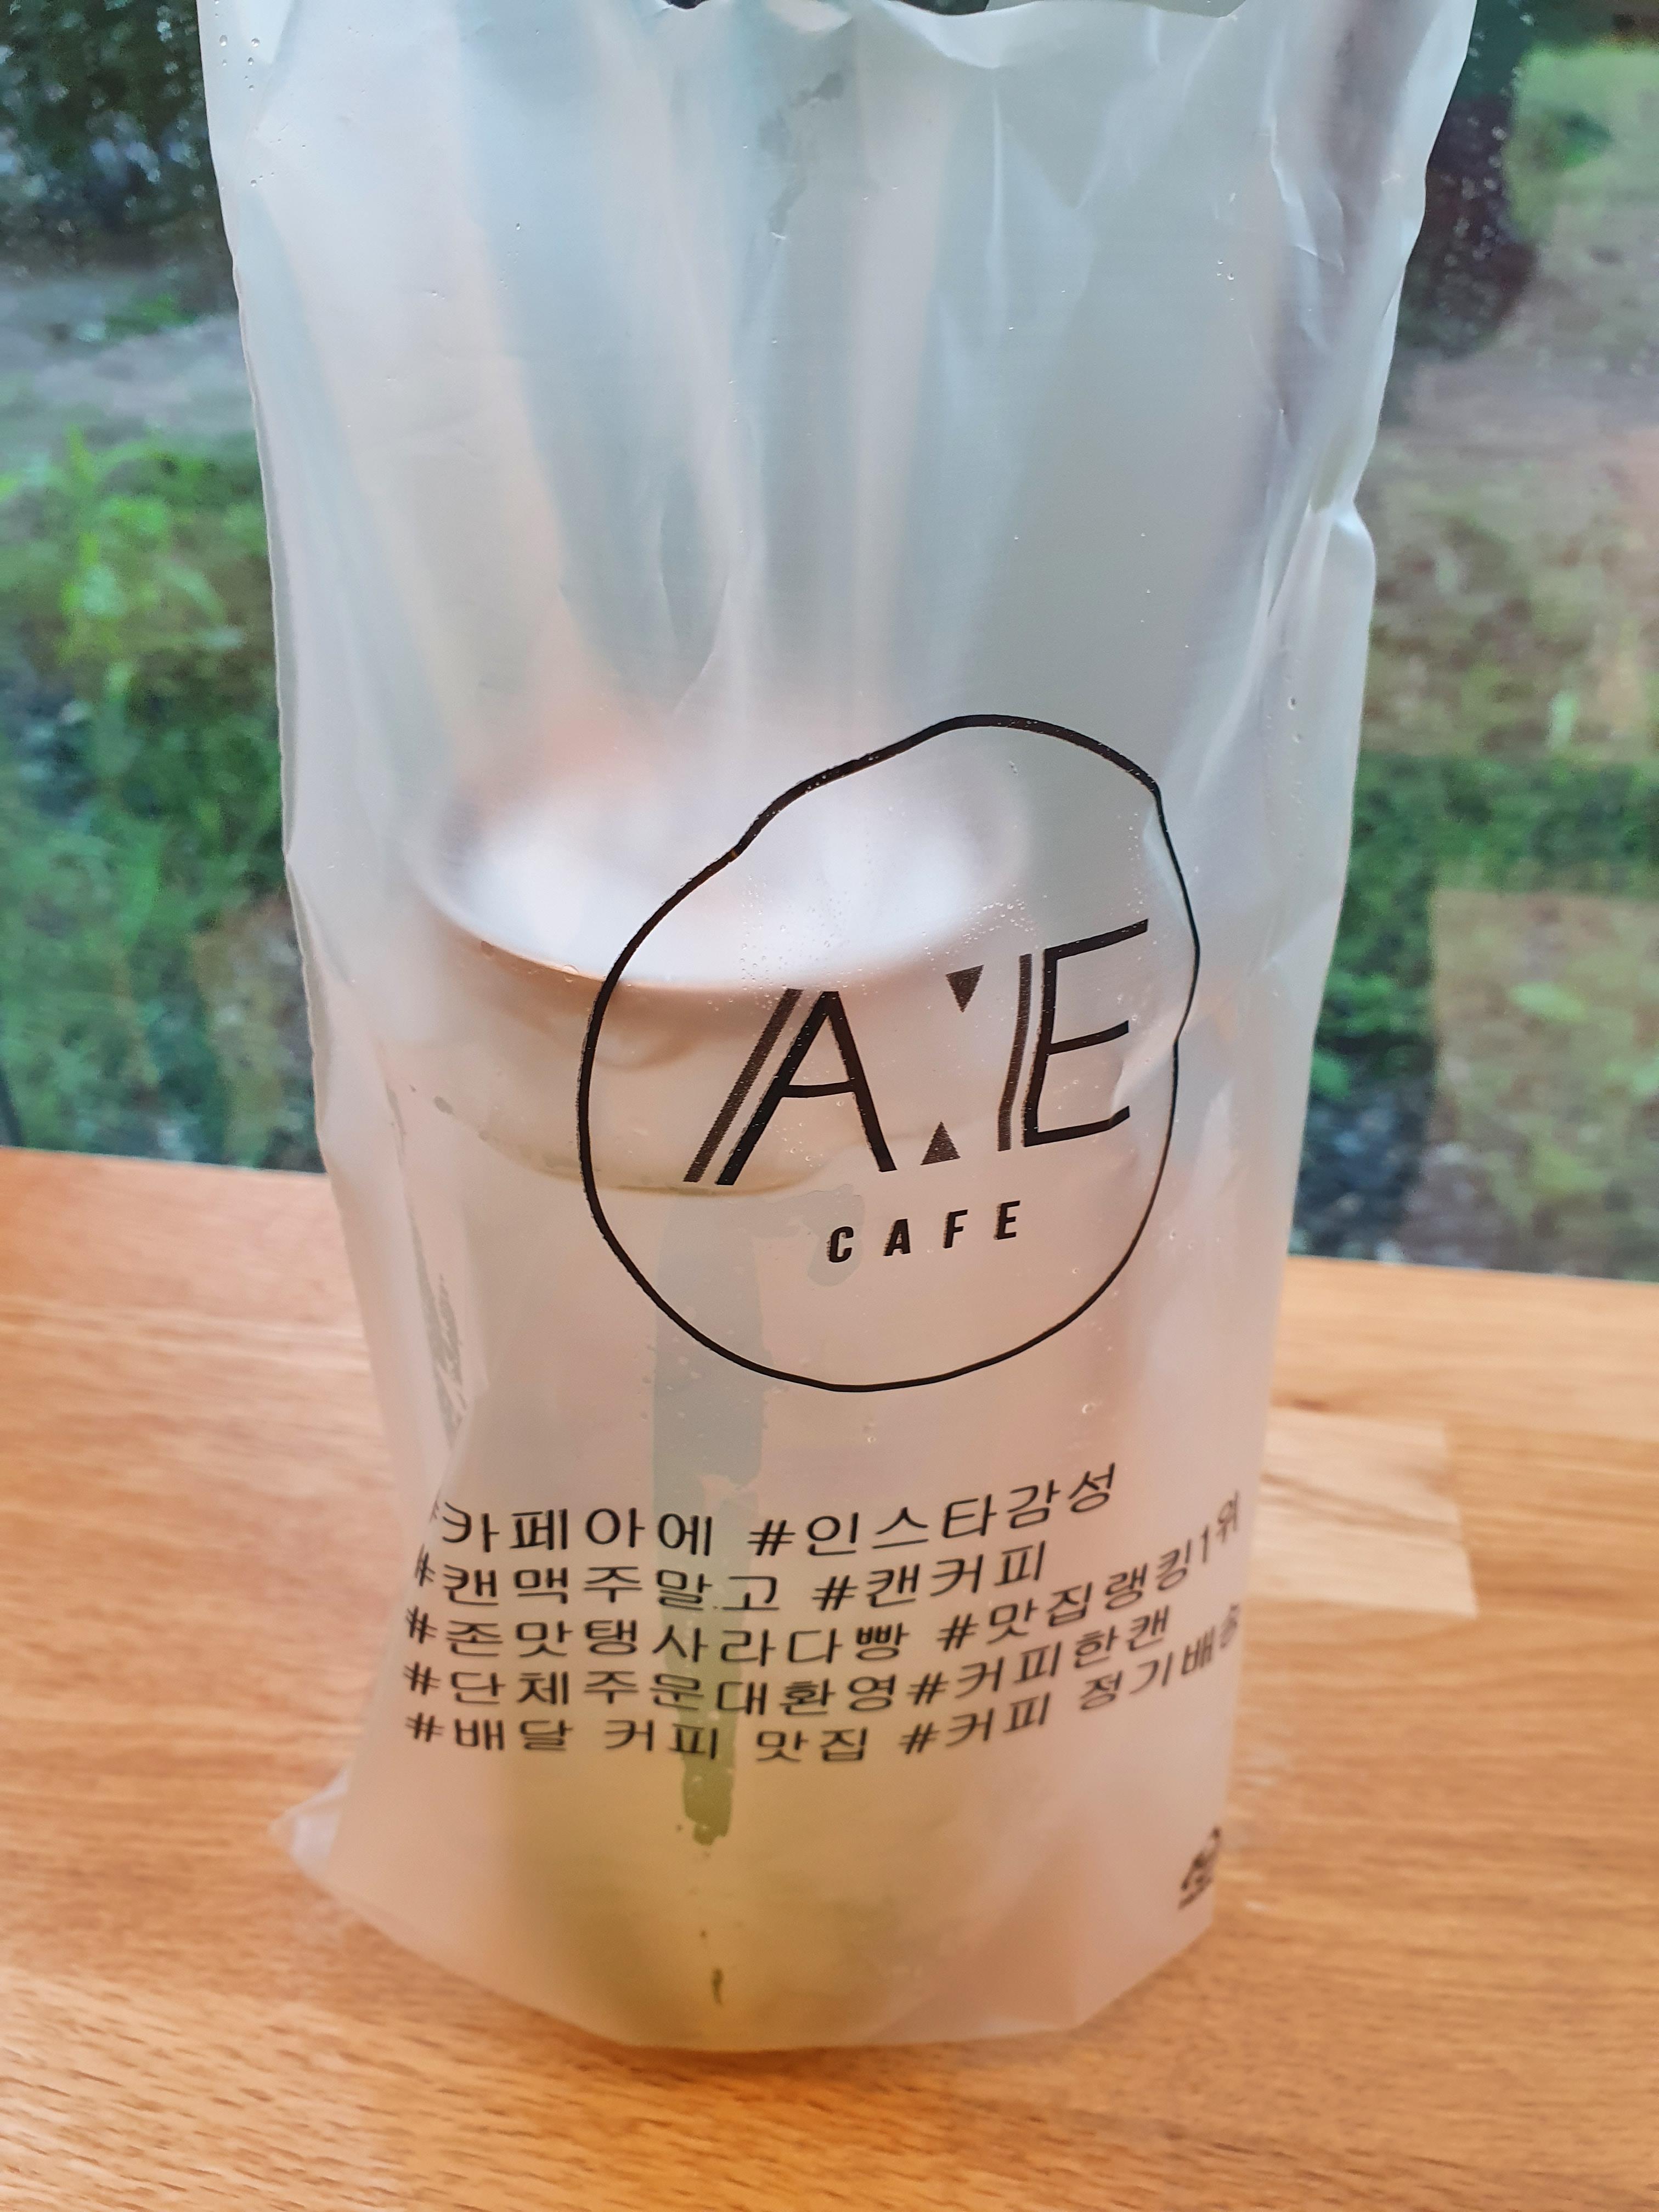 A E
CAFE
#카페아에 #인스타감성
#캔맥주말고 #캔커피
#존맛탱사라다빵 #맛집랭킹1위
#단체주문대환영#커피한캔
#배달 커피 맛집 #커피 정기배송